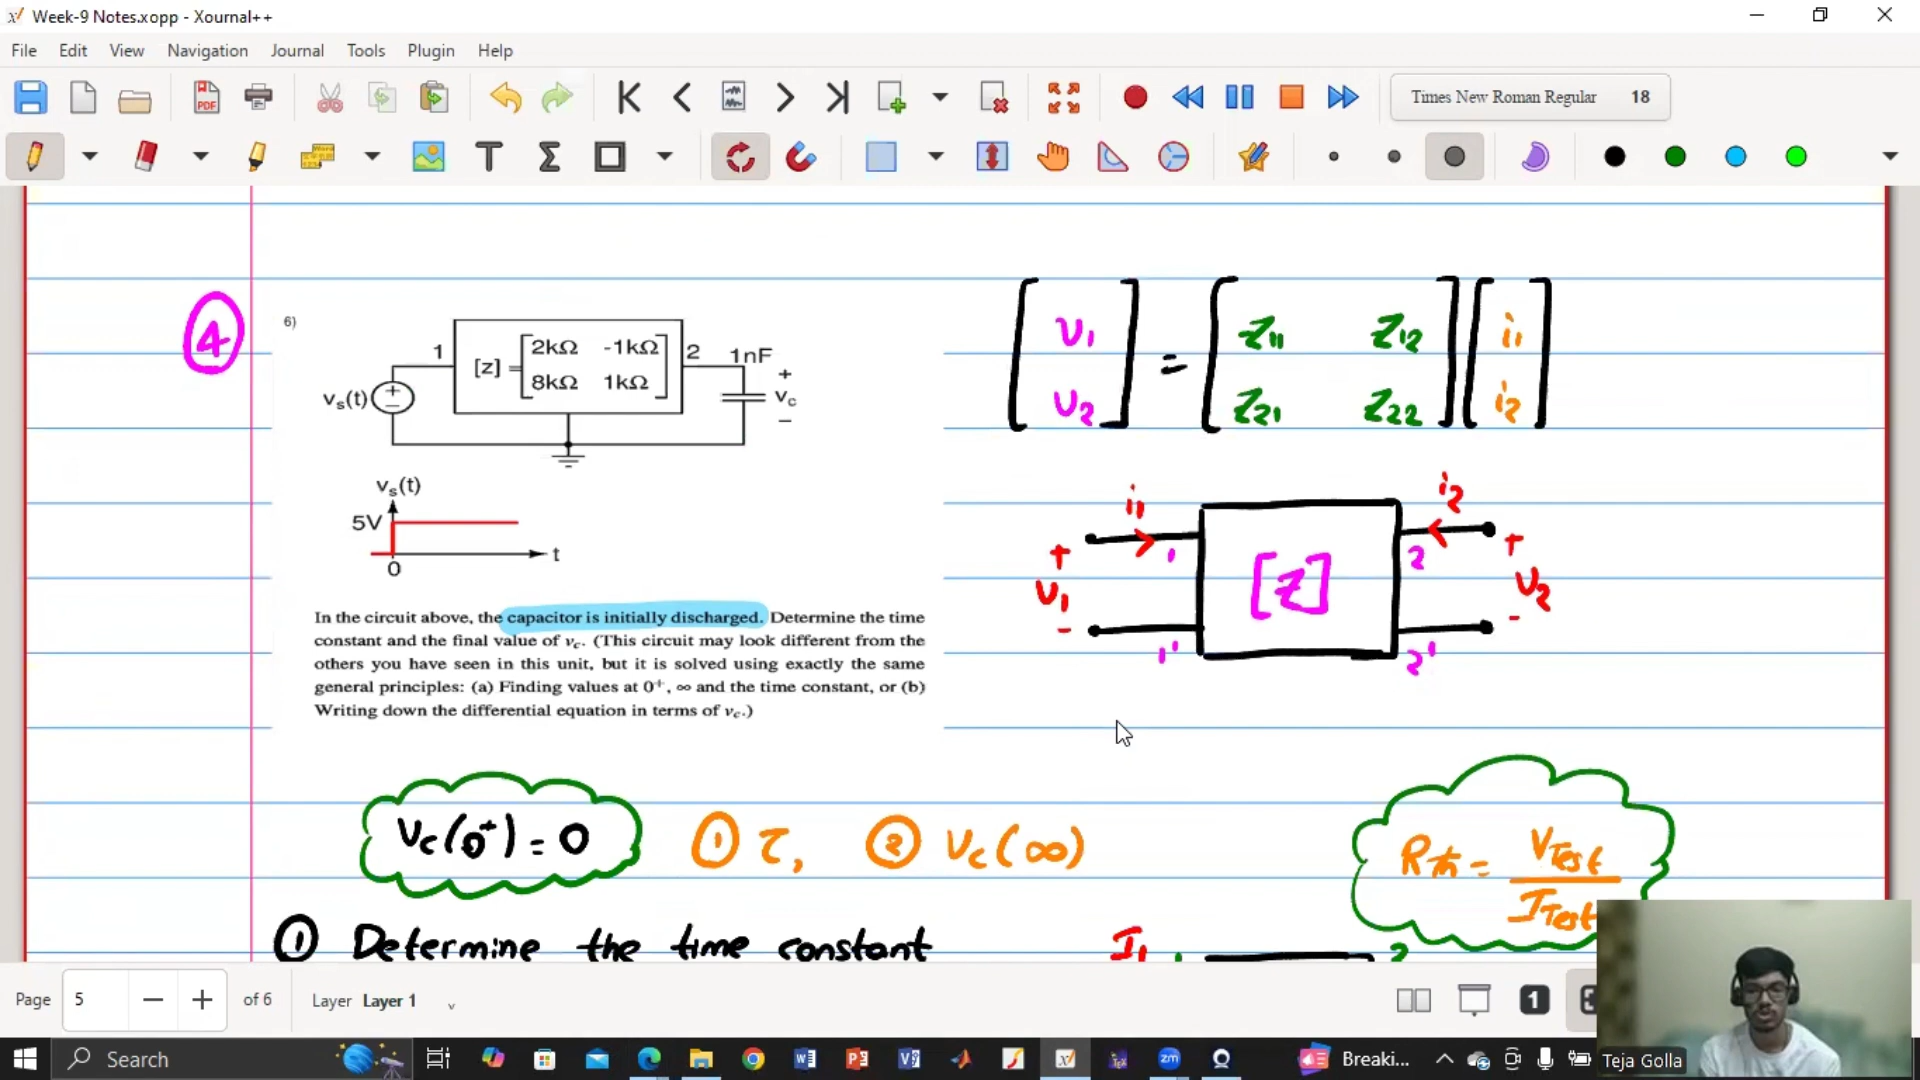 Week-9 Notes.xopp - Xournal++
File Edit View Navigation Journal Tools Plugin Help
Times New Roman Regular 18
4
6)
1 [z] = [2kΩ -1kΩ 2 1nF
8kΩ 1kΩ]
+
vs(t) + − vc
−
vs(t)
5V
t
0
In the circuit above, the capacitor is initially discharged. Determine the time
constant and the final value of vc. (This circuit may look different from the
others you have seen in this unit, but it is solved using exactly the same
general principles: (a) Finding values at 0⁺, ∞ and the time constant, or (b)
Writing down the differential equation in terms of vc.)
[V1 = [Z11 Z12 [i1
V2] Z21 Z22] i2]
i1 i2
+ 1 2 +
V1 [Z] V2
- 1' 2' -
Vc(0⁺) = 0 ① τ, ② Vc(∞)
Rth = VTest
ITest
① Determine the time constant
I1 1 2
Page 5 of 6 Layer Layer 1
1
Search
Breaki...
Teja Golla